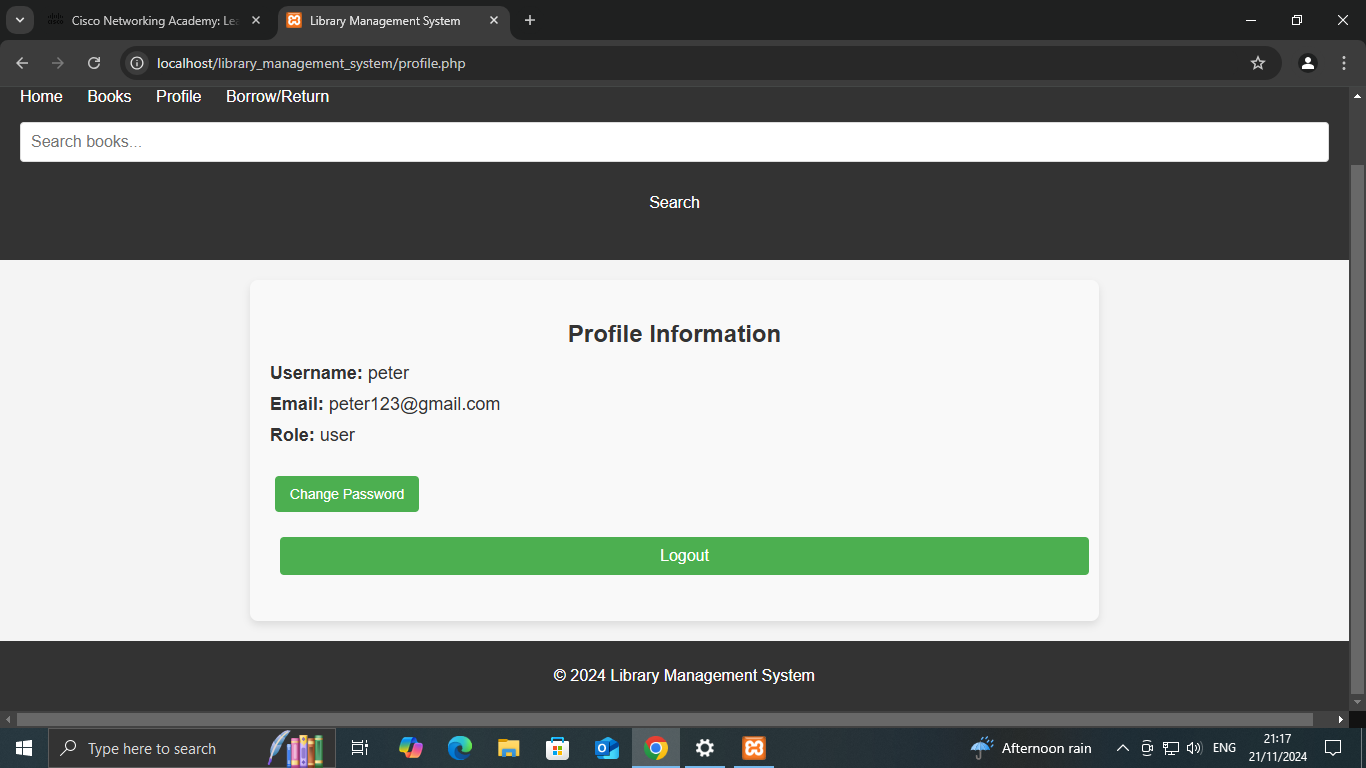 Cisco Networking Academy: Lea
Library Management System
localhost/library_management_system/profile.php
Home Books Profile Borrow/Return
Search books...
Search
Profile Information
Username: peter
Email: peter123@gmail.com
Role: user
Change Password
Logout
© 2024 Library Management System
Type here to search
Afternoon rain
ENG
21:17
21/11/2024